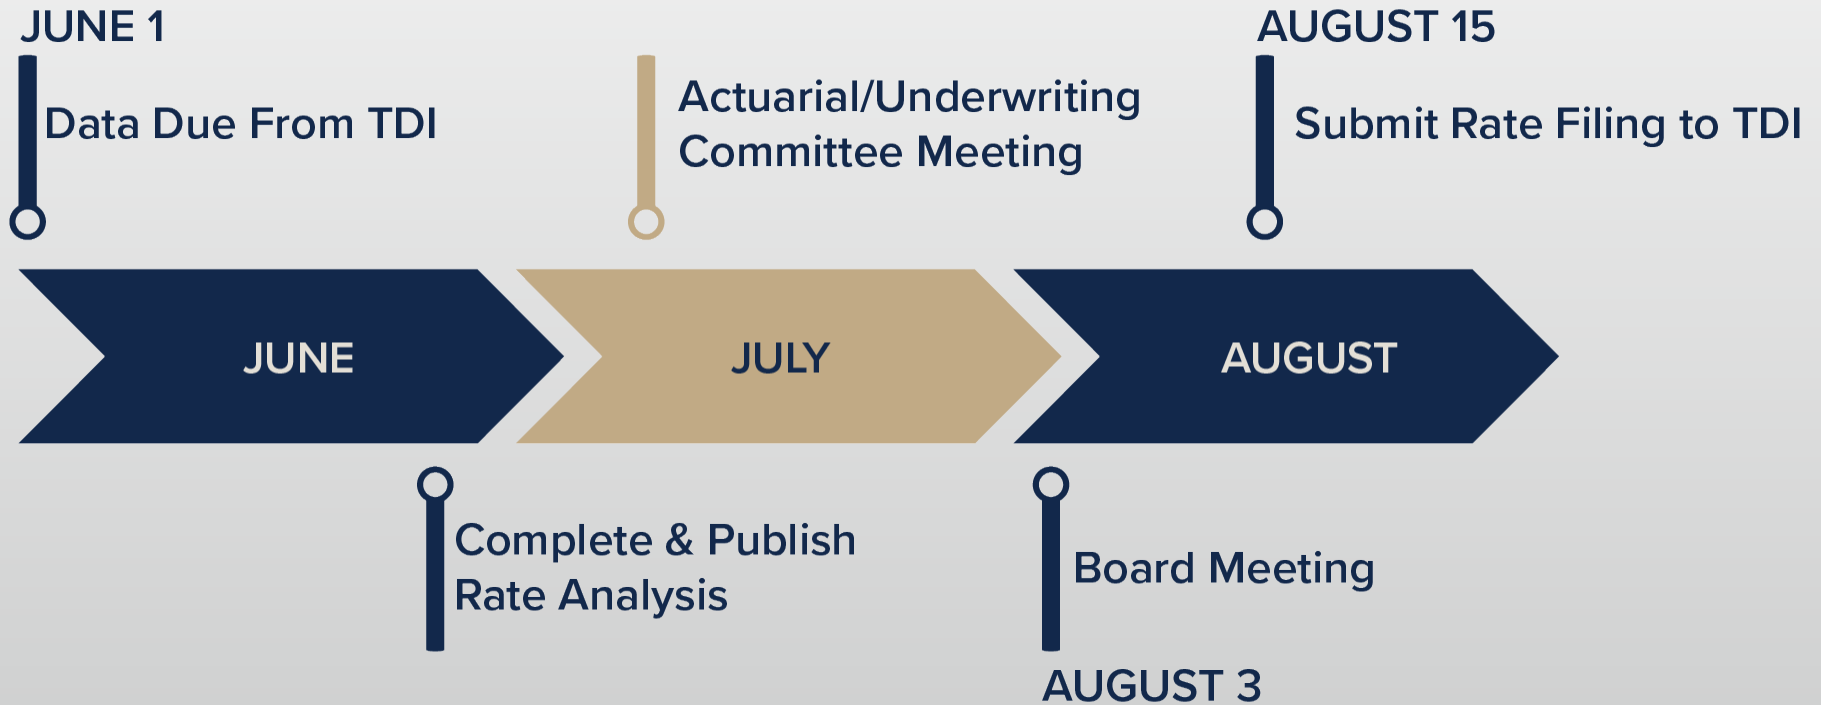 JUNE 1
Data Due From TDI
Actuarial/Underwriting
Committee Meeting
AUGUST 15
Submit Rate Filing to TDI
JUNE
JULY
AUGUST
Complete & Publish
Rate Analysis
Board Meeting
AUGUST 3